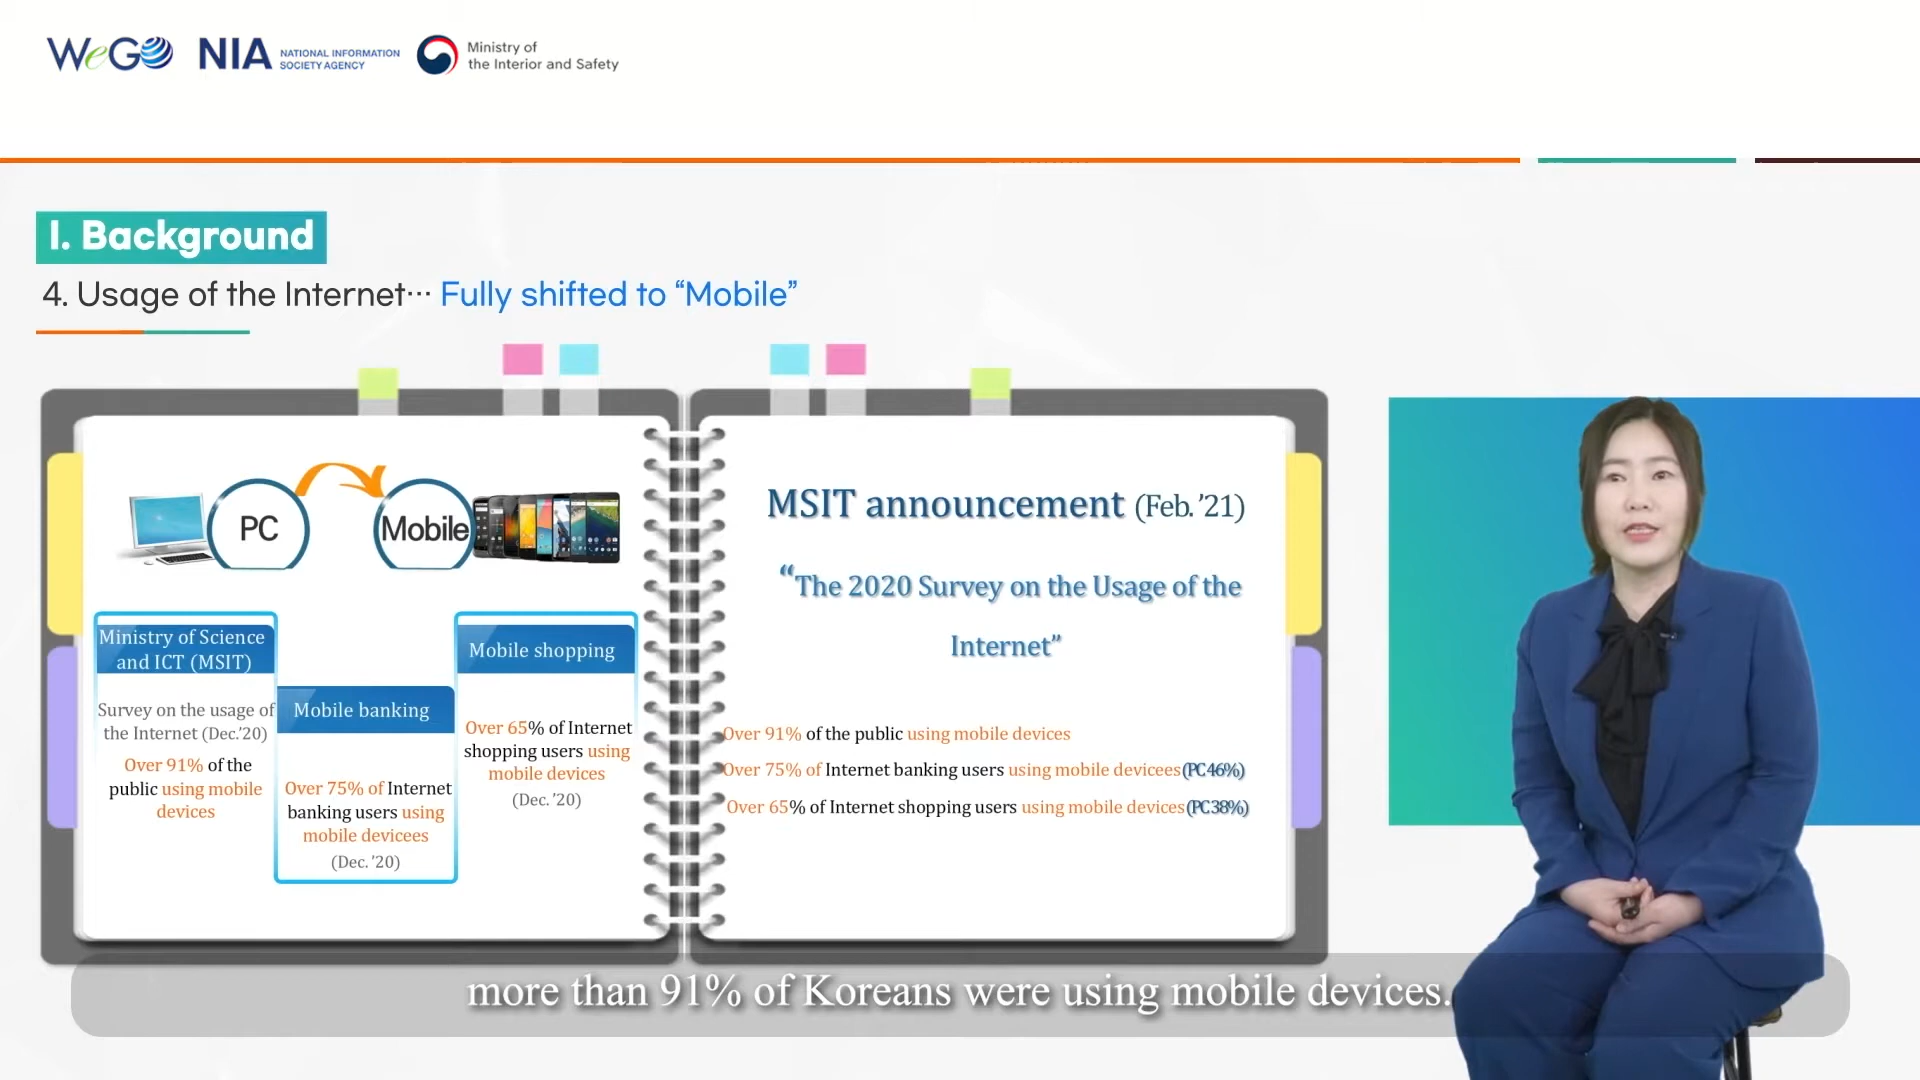 WeGO NIA NATIONAL INFORMATION
SOCIETY AGENCY
Ministry of
the Interior and Safety
I. Background
4. Usage of the Internet… Fully shifted to “Mobile”
PC
Mobile
Ministry of Science
and ICT (MSIT)
Survey on the usage of
the Internet (Dec.’20)
Over 91% of the
public using mobile
devices
Mobile banking
Over 75% of Internet
banking users using
mobile devicees
(Dec. ’20)
Mobile shopping
Over 65% of Internet
shopping users using
mobile devices
(Dec. ’20)
MSIT announcement (Feb. ’21)
“The 2020 Survey on the Usage of the
Internet”
Over 91% of the public using mobile devices
Over 75% of Internet banking users using mobile devicees(PC46%)
Over 65% of Internet shopping users using mobile devices(PC38%)
more than 91% of Koreans were using mobile devices.